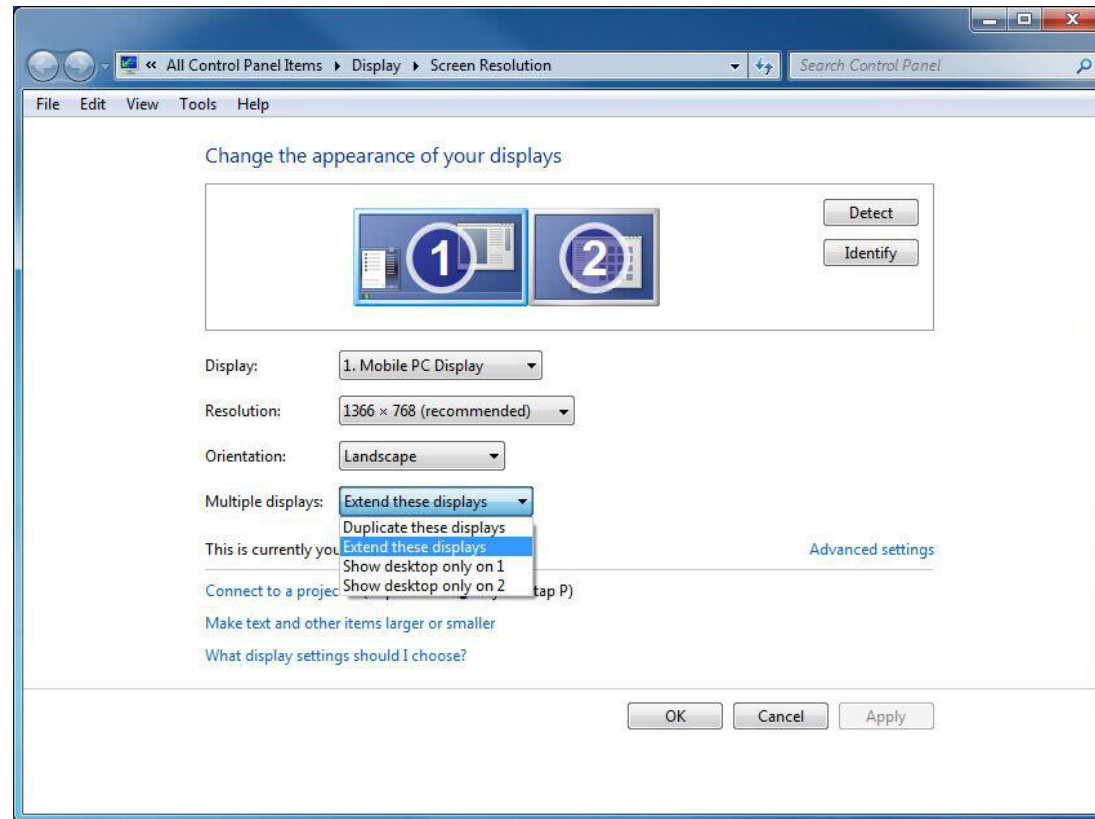 « All Control Panel Items ▸ Display ▸ Screen Resolution
Search Control Panel
File Edit View Tools Help
Change the appearance of your displays
1 2
Detect
Identify
Display: 1. Mobile PC Display
Resolution: 1366 × 768 (recommended)
Orientation: Landscape
Multiple displays: Extend these displays
Duplicate these displays
This is currently Extend these displays Advanced settings
Show desktop only on 1
Connect to a Show desktop only on 2 tap P)
Make text and other items larger or smaller
What display settings should I choose?
OK Cancel Apply